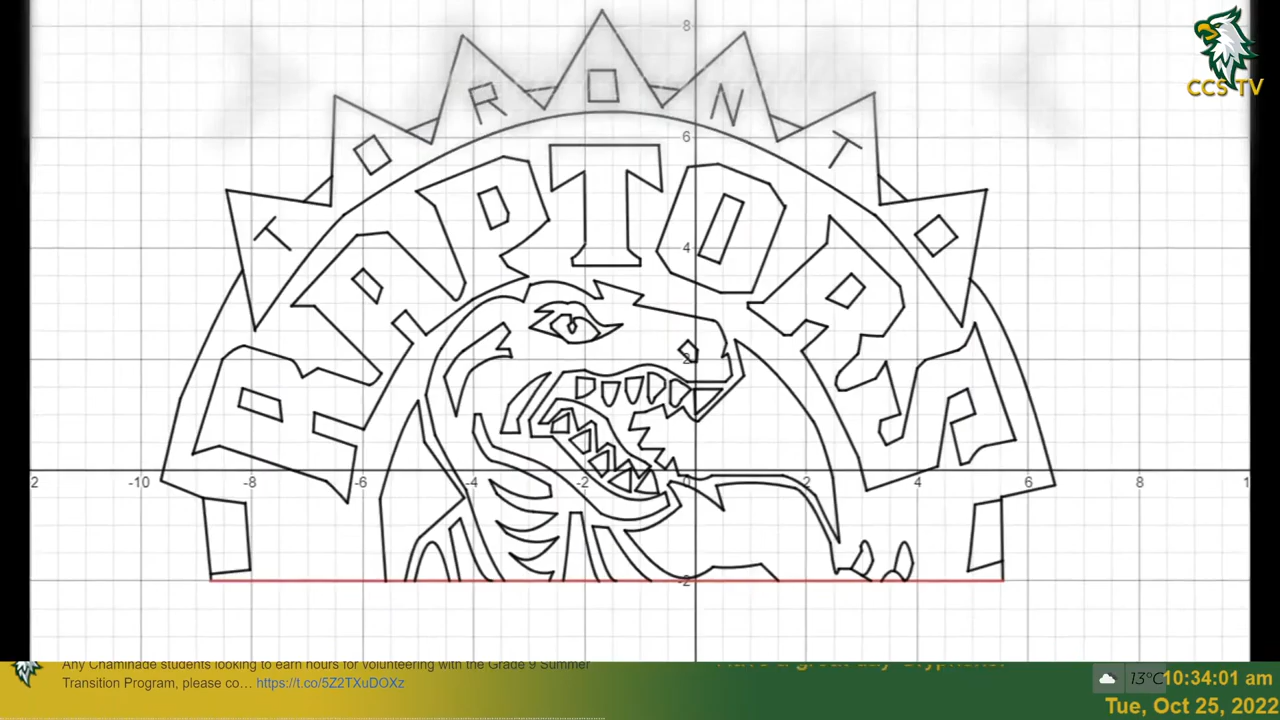 8
CCS TV
TORONTO
6
RAPTORS
4
2
2 -10 -8 -6 -4 -2 0 2 4 6 8 1
-2
Any Chaminade students looking to earn hours for volunteering with the Grade 9 Summer
Transition Program, please co... https://t.co/5Z2TXuDOXz
13°C 10:34:01 am
Tue, Oct 25, 2022